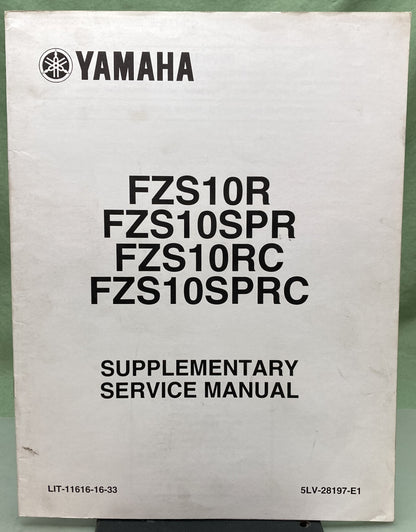 YAMAHA
FZS10R
FZS10SPR
FZS10RC
FZS10SPRC
SUPPLEMENTARY
SERVICE MANUAL
LIT-11616-16-33 5LV-28197-E1